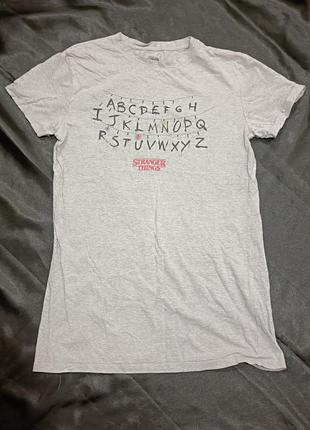 ABCDEFGH
IJKLMNOPQ
RSTUVWXYZ
STRANGER
THINGS